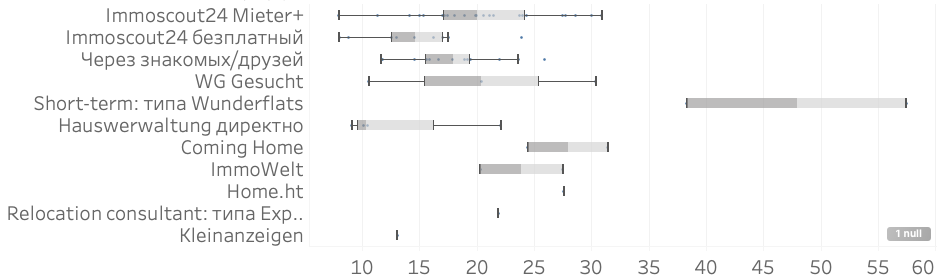 Immoscout24 Mieter+
Immoscout24 безплатный
Через знакомых/друзей
WG Gesucht
Short-term: типа Wunderflats
Hauswerwaltung директно
Coming Home
ImmoWelt
Home.ht
Relocation consultant: типа Exp..
Kleinanzeigen
1 null
10 15 20 25 30 35 40 45 50 55 60